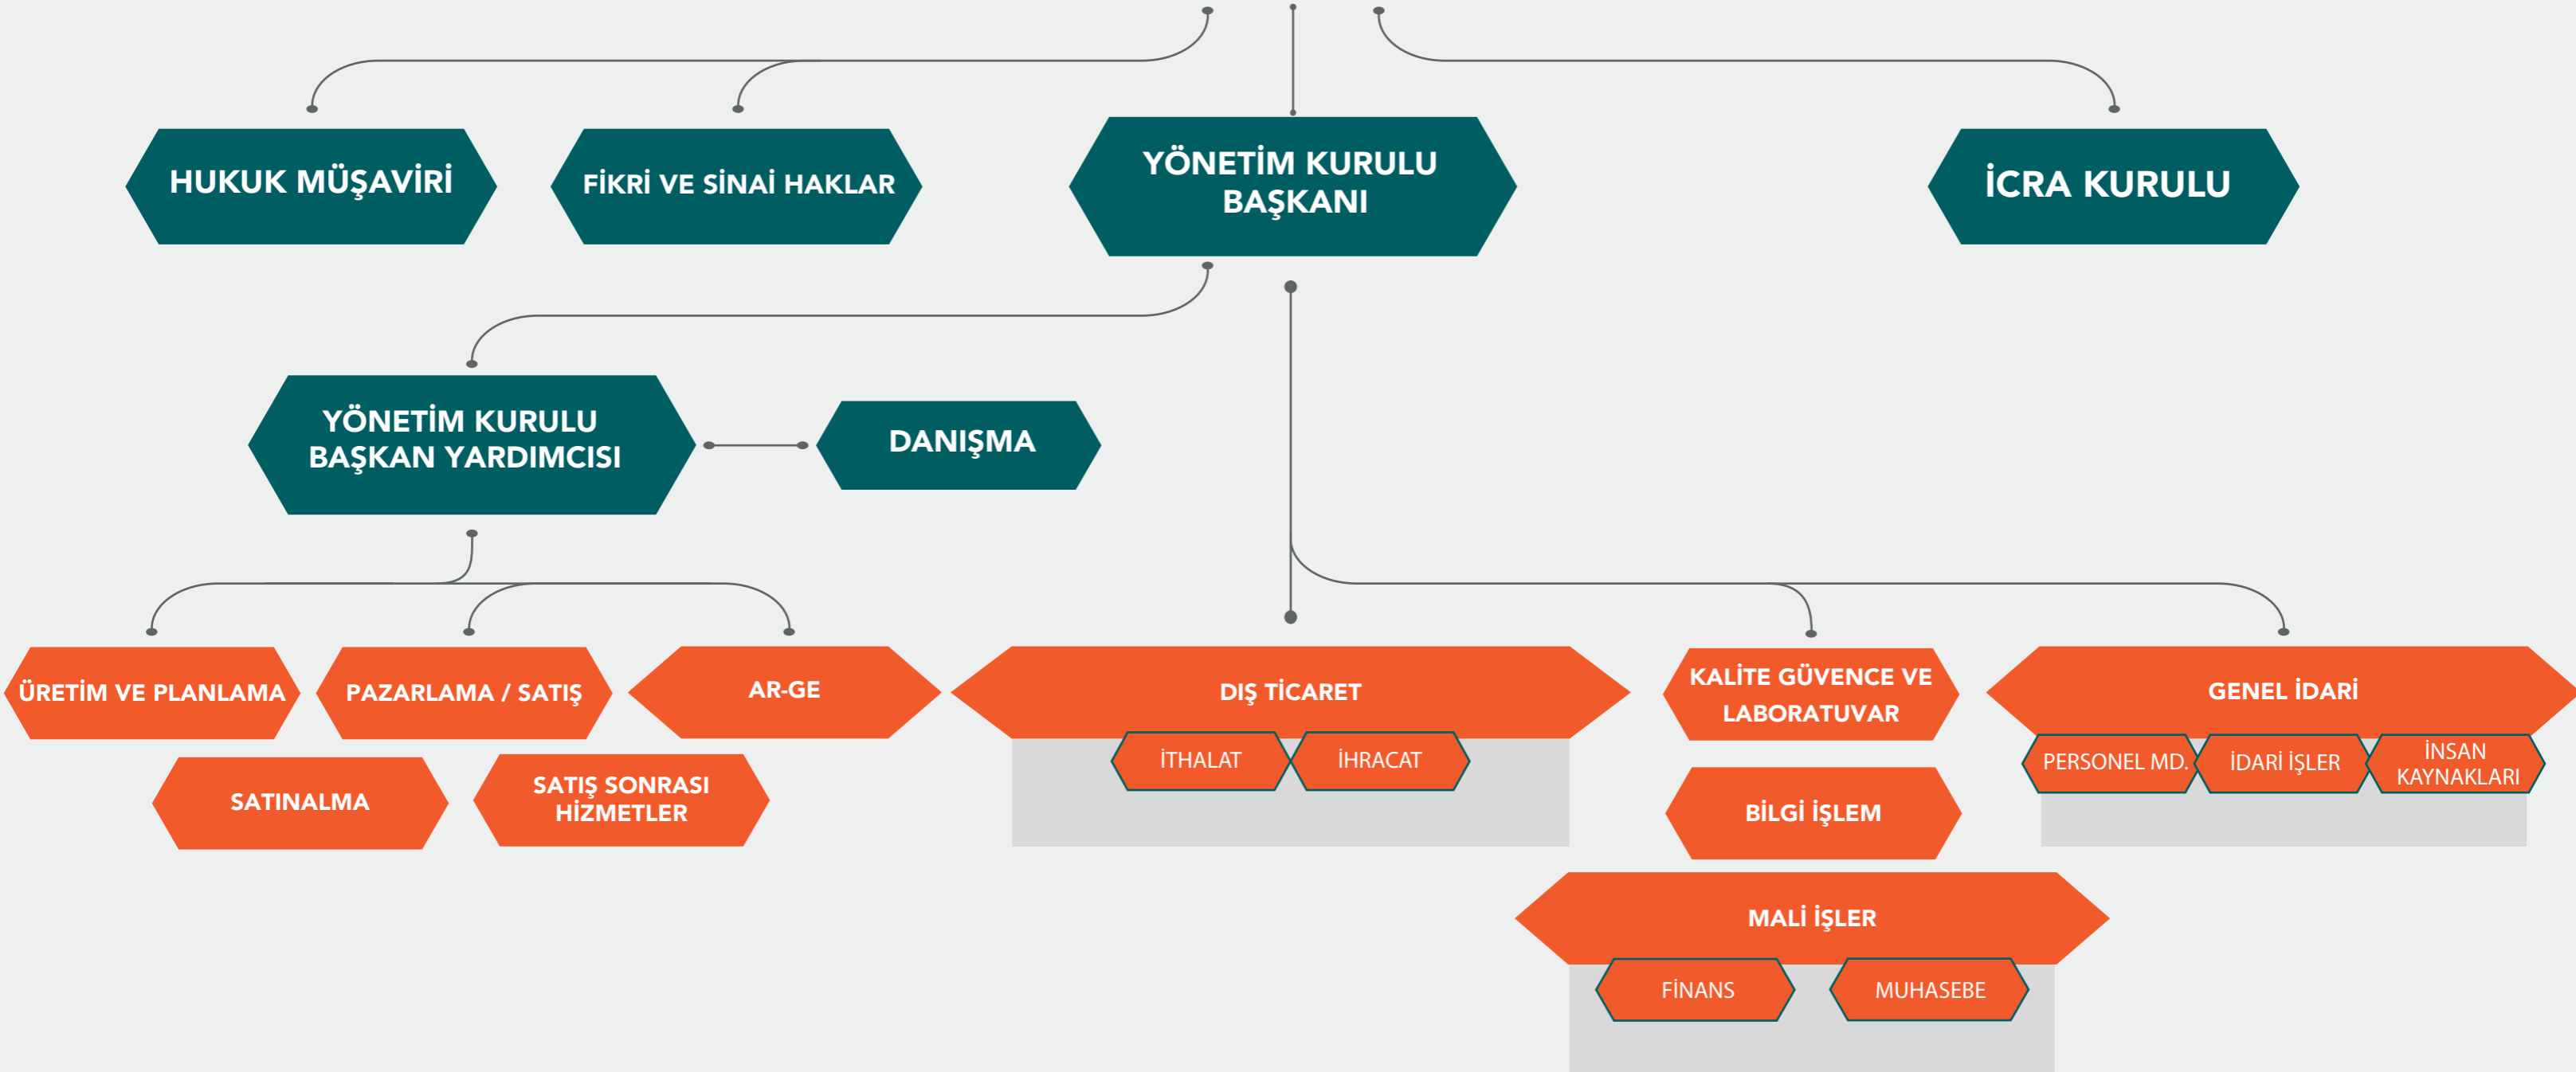 HUKUK MÜŞAVİRİ
FİKRİ VE SİNAİ HAKLAR
YÖNETİM KURULU
BAŞKANI
İCRA KURULU
YÖNETİM KURULU
BAŞKAN YARDIMCISI
DANIŞMA
ÜRETİM VE PLANLAMA
PAZARLAMA / SATIŞ
AR-GE
DIŞ TİCARET
KALİTE GÜVENCE VE
LABORATUVAR
GENEL İDARİ
İTHALAT
İHRACAT
PERSONEL MD.
İDARİ İŞLER
İNSAN
KAYNAKLARI
SATINALMA
SATIŞ SONRASI
HİZMETLER
BİLGİ İŞLEM
MALİ İŞLER
FİNANS
MUHASEBE